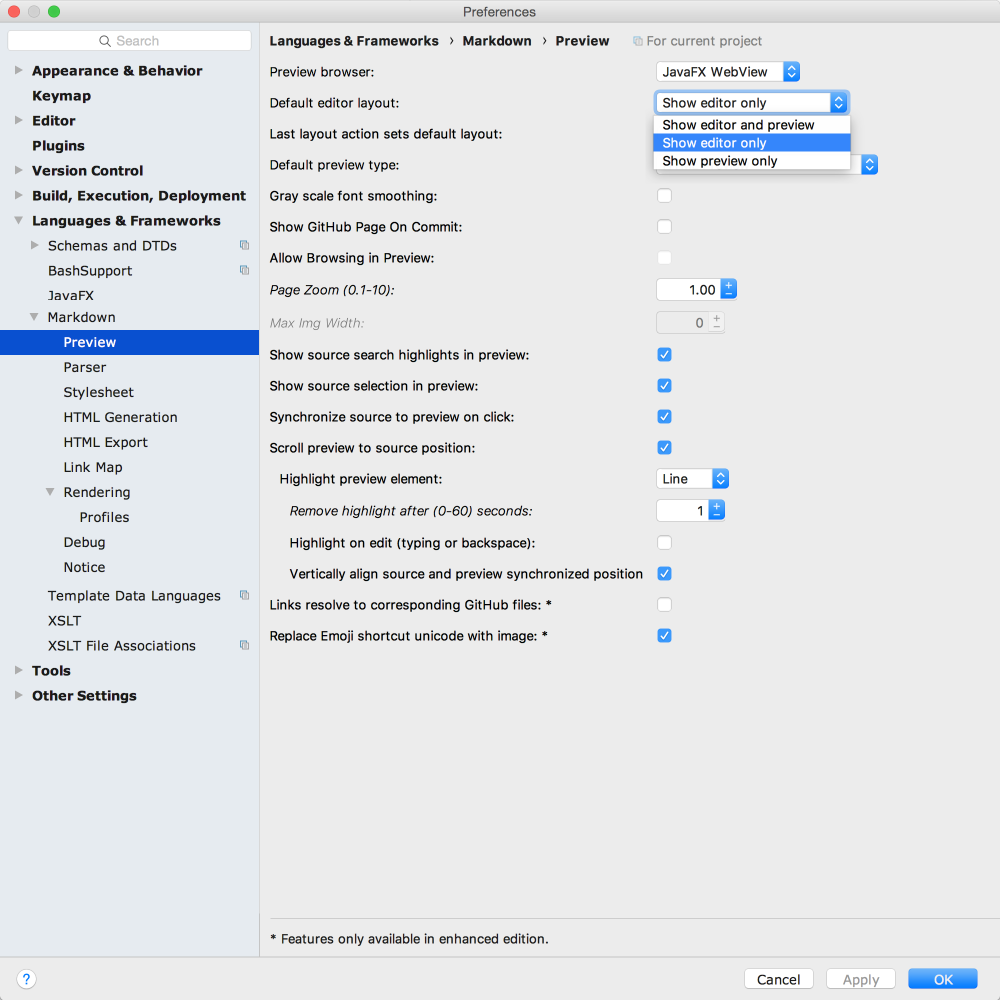 Preferences
Search
Appearance & Behavior
Keymap
Editor
Plugins
Version Control
Build, Execution, Deployment
Languages & Frameworks
Schemas and DTDs
BashSupport
JavaFX
Markdown
Preview
Parser
Stylesheet
HTML Generation
HTML Export
Link Map
Rendering
Profiles
Debug
Notice
Template Data Languages
XSLT
XSLT File Associations
Tools
Other Settings
Languages & Frameworks › Markdown › Preview For current project
Preview browser: JavaFX WebView
Default editor layout: Show editor only
Show editor and preview
Show editor only
Show preview only
Last layout action sets default layout:
Default preview type:
Gray scale font smoothing:
Show GitHub Page On Commit:
Allow Browsing in Preview:
Page Zoom (0.1-10): 1.00
Max Img Width: 0
Show source search highlights in preview:
Show source selection in preview:
Synchronize source to preview on click:
Scroll preview to source position:
Highlight preview element: Line
Remove highlight after (0-60) seconds: 1
Highlight on edit (typing or backspace):
Vertically align source and preview synchronized position
Links resolve to corresponding GitHub files: *
Replace Emoji shortcut unicode with image: *
* Features only available in enhanced edition.
? Cancel Apply OK